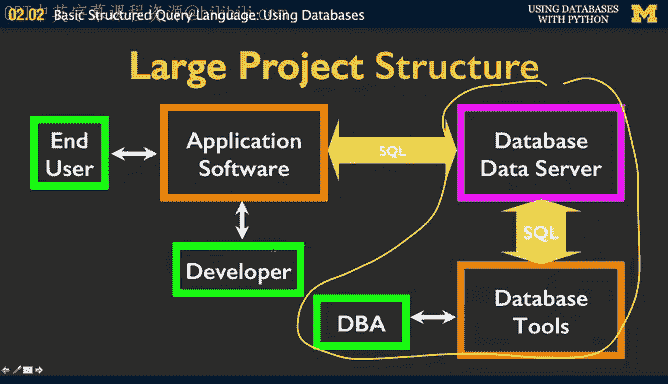 02.02 Basic Structured Query Language: Using Databases
USING DATABASES
WITH PYTHON
Large Project Structure
End
User
Application
Software
SQL
Database
Data Server
SQL
Developer
DBA
Database
Tools